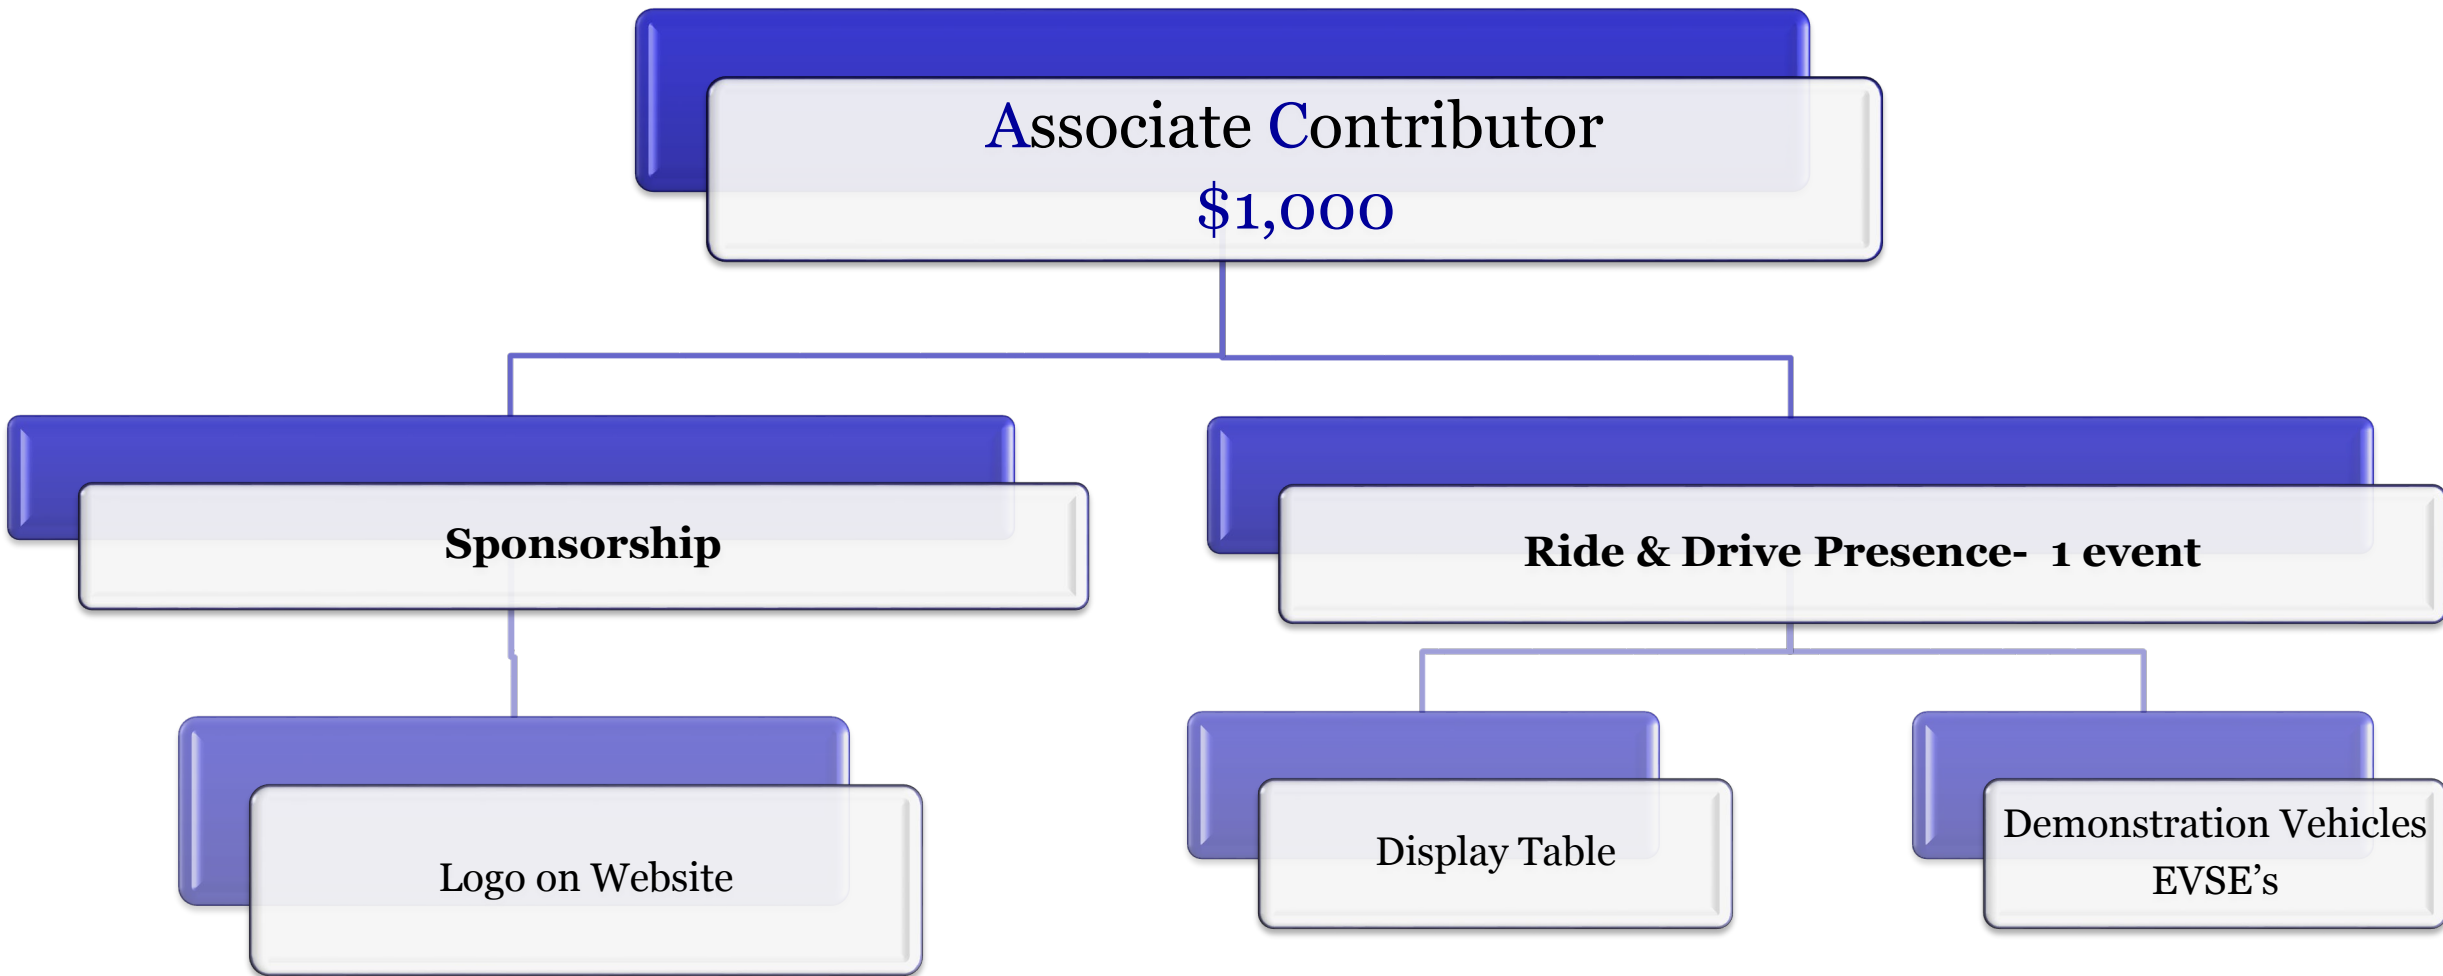 Associate Contributor
$1,000
Sponsorship
Ride & Drive Presence-  1 event
Logo on Website
Display Table
Demonstration Vehicles
EVSE’s